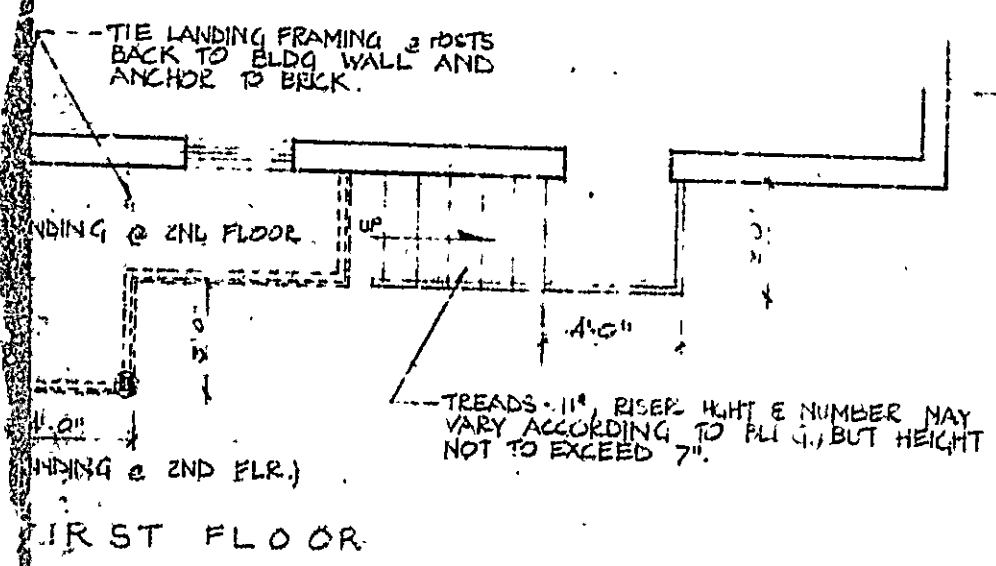 TIE LANDING FRAMING @ POSTS
BACK TO BLDG WALL AND
ANCHOR TO BRICK.
NDING @ 2ND FLOOR
UP
4'-0"
TREADS 11", RISER HGHT & NUMBER MAY
VARY ACCORDING TO BUT HEIGHT
NOT TO EXCEED 7".
NDING @ 2ND FLR.)
IRST FLOOR